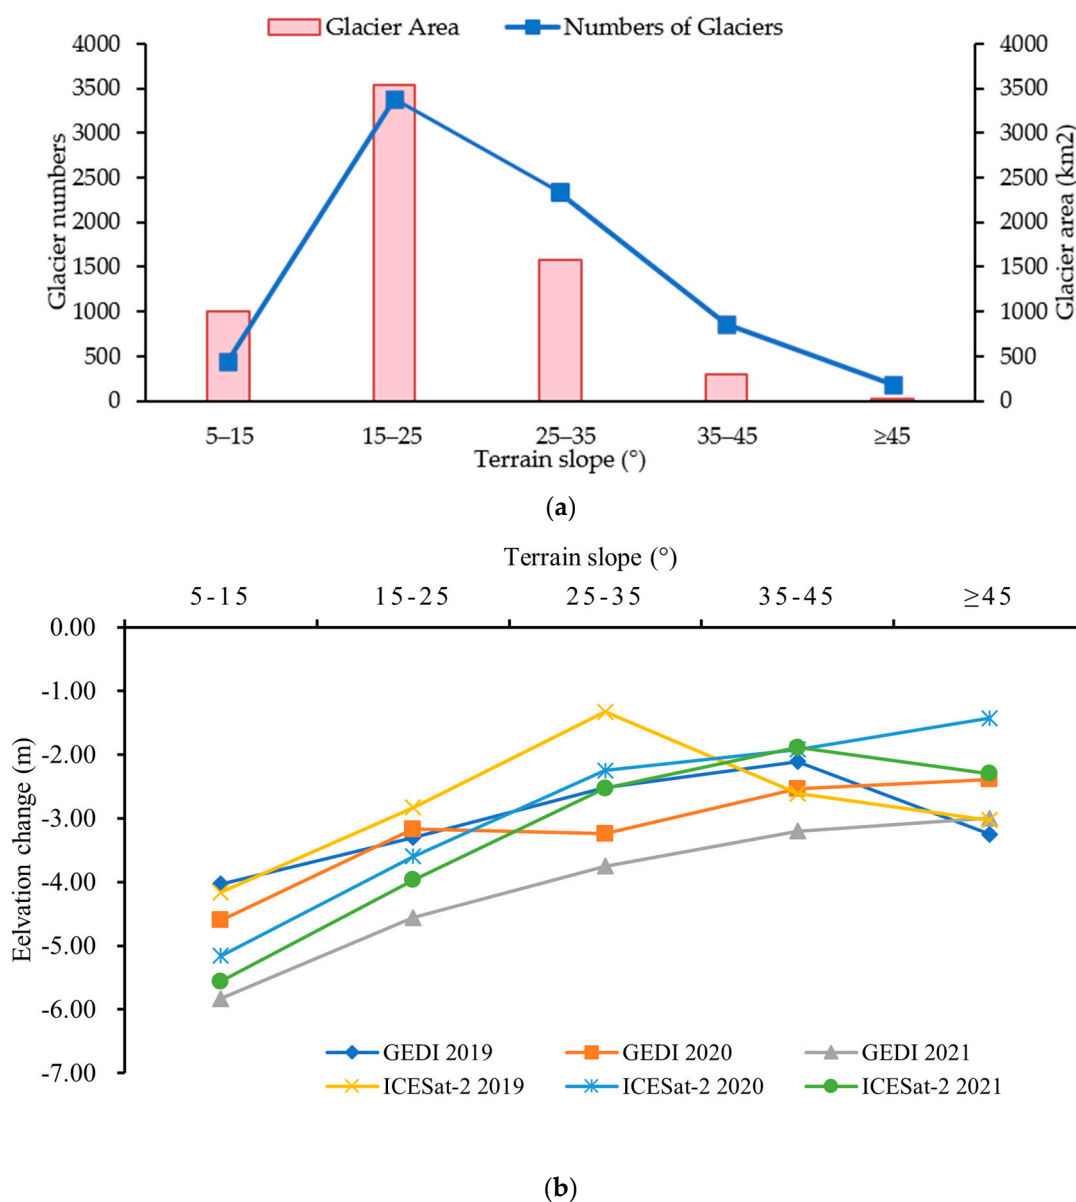 Glacier Area Numbers of Glaciers
4000 4000
3500 3500
3000 3000
2500 2500
2000 2000
1500 1500
1000 1000
500 500
0 0
Glacier numbers
Glacier area (km2)
5–15 15–25 25–35 35–45 ≥45
Terrain slope (°)
(a)
Terrain slope (°)
5-15 15-25 25-35 35-45 ≥45
0.00
-1.00
-2.00
-3.00
-4.00
-5.00
-6.00
-7.00
Eelvation change (m)
GEDI 2019 GEDI 2020 GEDI 2021
ICESat-2 2019 ICESat-2 2020 ICESat-2 2021
(b)